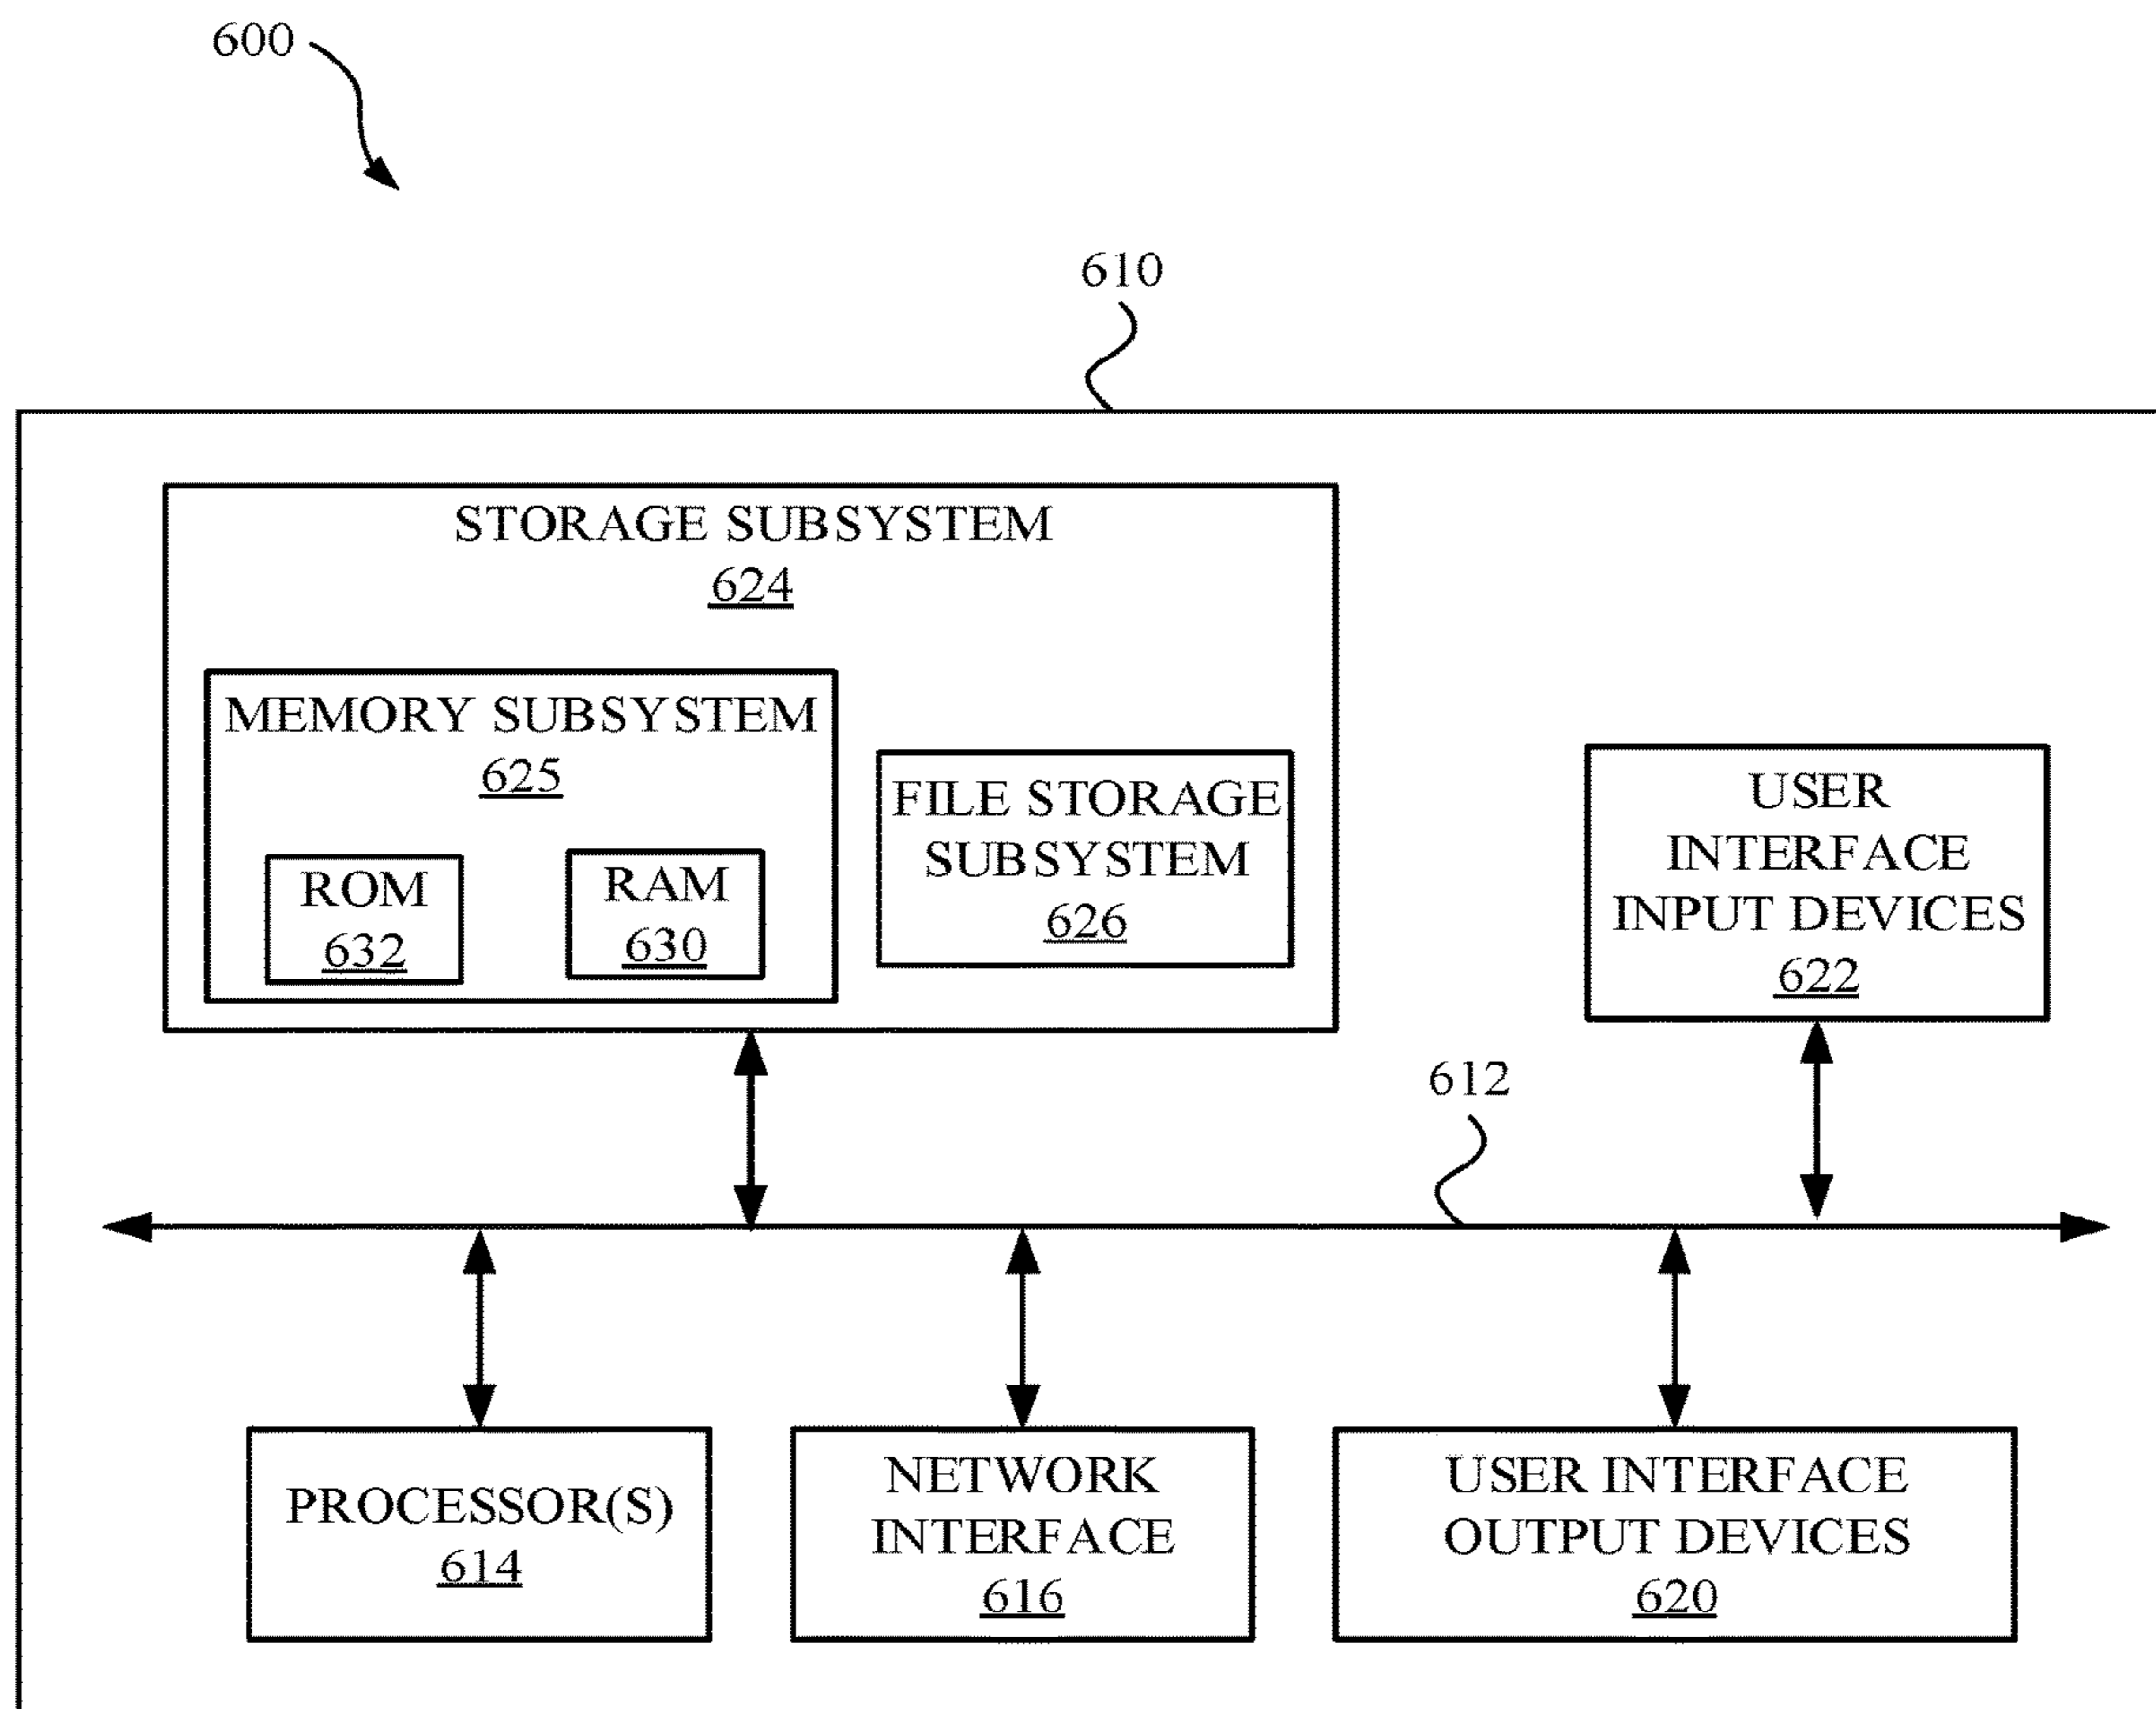 600
610
STORAGE SUBSYSTEM
624
MEMORY SUBSYSTEM
625
ROM
632
RAM
630
FILE STORAGE
SUBSYSTEM
626
USER
INTERFACE
INPUT DEVICES
622
612
PROCESSOR(S)
614
NETWORK
INTERFACE
616
USER INTERFACE
OUTPUT DEVICES
620